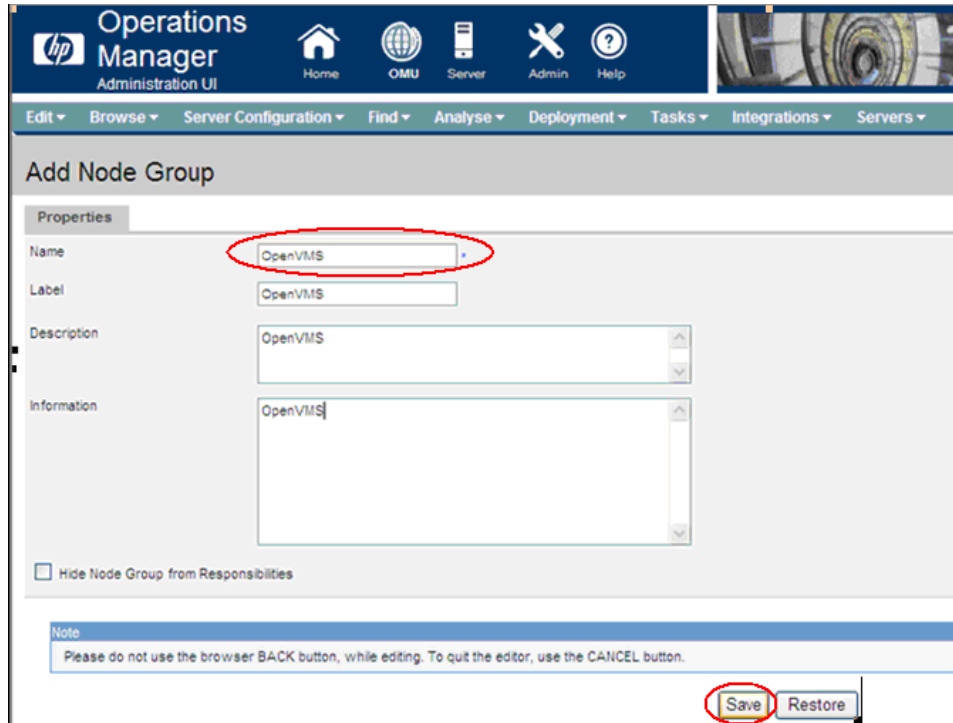 Operations
hp Manager
Administration UI
Home OMU Server Admin Help
Edit Browse Server Configuration Find Analyse Deployment Tasks Integrations Servers
Add Node Group
Properties
Name OpenVMS *
Label OpenVMS
Description OpenVMS
Information OpenVMS
Hide Node Group from Responsibilities
Note
Please do not use the browser BACK button, while editing. To quit the editor, use the CANCEL button.
Save Restore